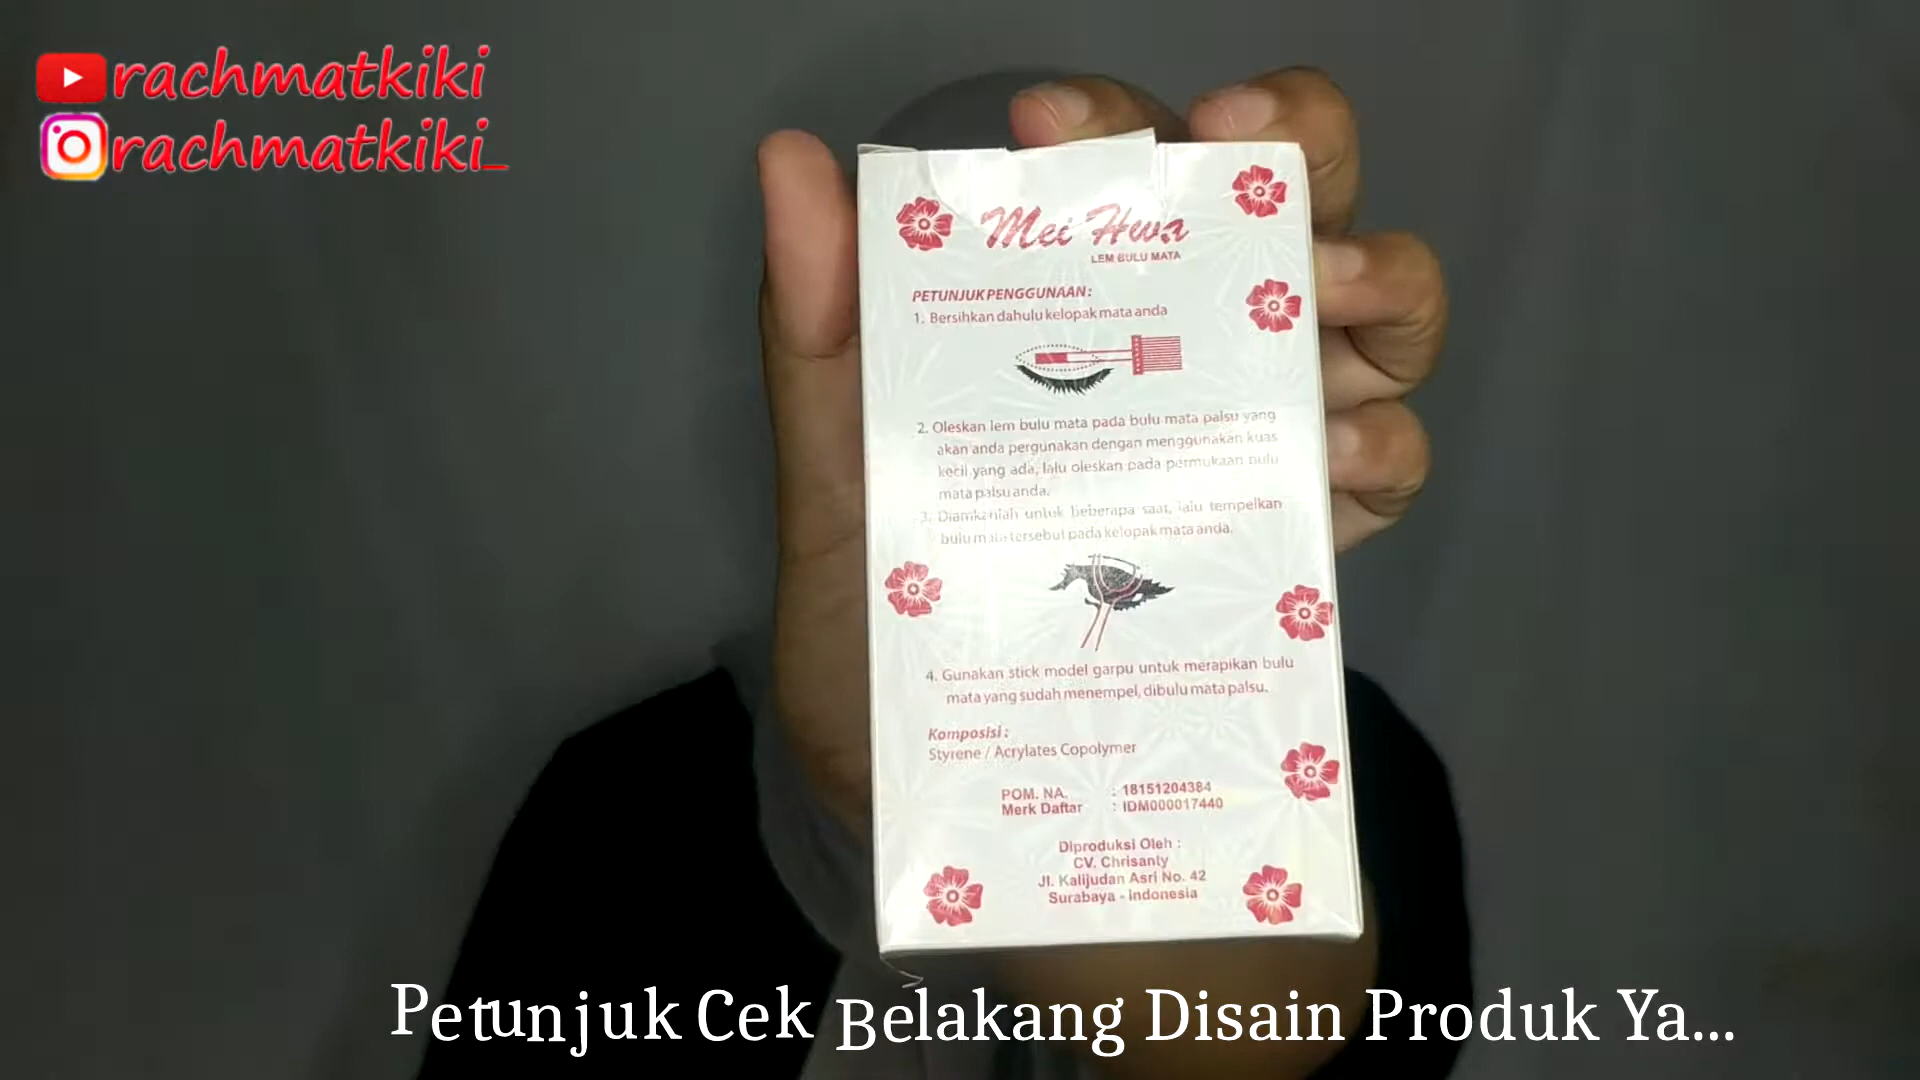 rachmatkiki
rachmatkiki_
Mei Hwa
LEM BULU MATA
PETUNJUK PENGGUNAAN :
1. Bersihkan dahulu kelopak mata anda
2. Oleskan lem bulu mata pada bulu mata palsu yang
akan anda pergunakan dengan menggunakan kuas
kecil yang ada, lalu oleskan pada permukaan bulu
mata palsu anda.
3. Diamkanlah untuk beberapa saat, lalu tempelkan
bulu mata tersebut pada kelopak mata anda.
4. Gunakan stick model garpu untuk merapikan bulu
mata yang sudah menempel, dibulu mata palsu.
Komposisi :
Styrene / Acrylates Copolymer
POM. NA. : 18151204384
Merk Daftar : IDM000017440
Diproduksi Oleh :
CV. Chrisanly
Jl. Kalijudan Asri No. 42
Surabaya - Indonesia
Petunjuk Cek Belakang Disain Produk Ya...